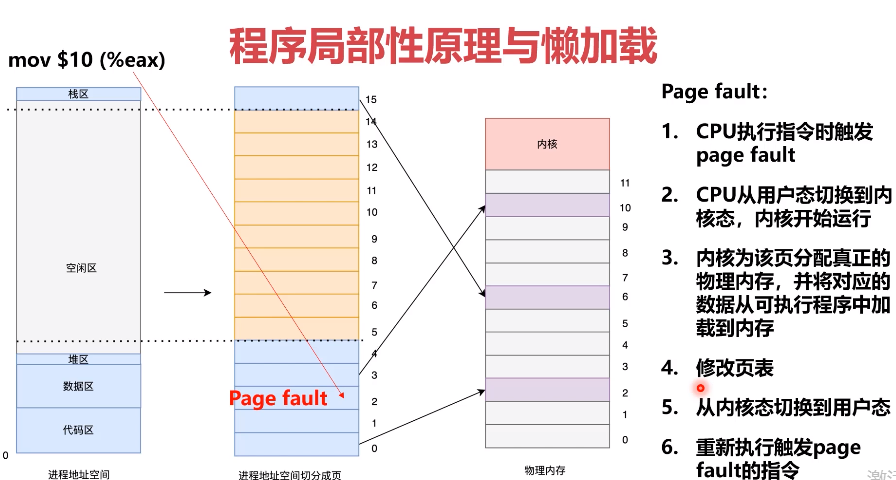 程序局部性原理与懒加载
mov $10 (%eax)
栈区
空闲区
堆区
数据区
代码区
0
进程地址空间
15
14
13
12
11
10
9
8
7
6
5
4
3
2
1
0
Page fault
进程地址空间切分成页
内核
11
10
9
8
7
6
5
4
3
2
1
0
物理内存
Page fault：
1. CPU执行指令时触发
page fault
2. CPU从用户态切换到内
核态，内核开始运行
3. 内核为该页分配真正的
物理内存，并将对应的
数据从可执行程序中加
载到内存
4. 修改页表
5. 从内核态切换到用户态
6. 重新执行触发page
fault的指令